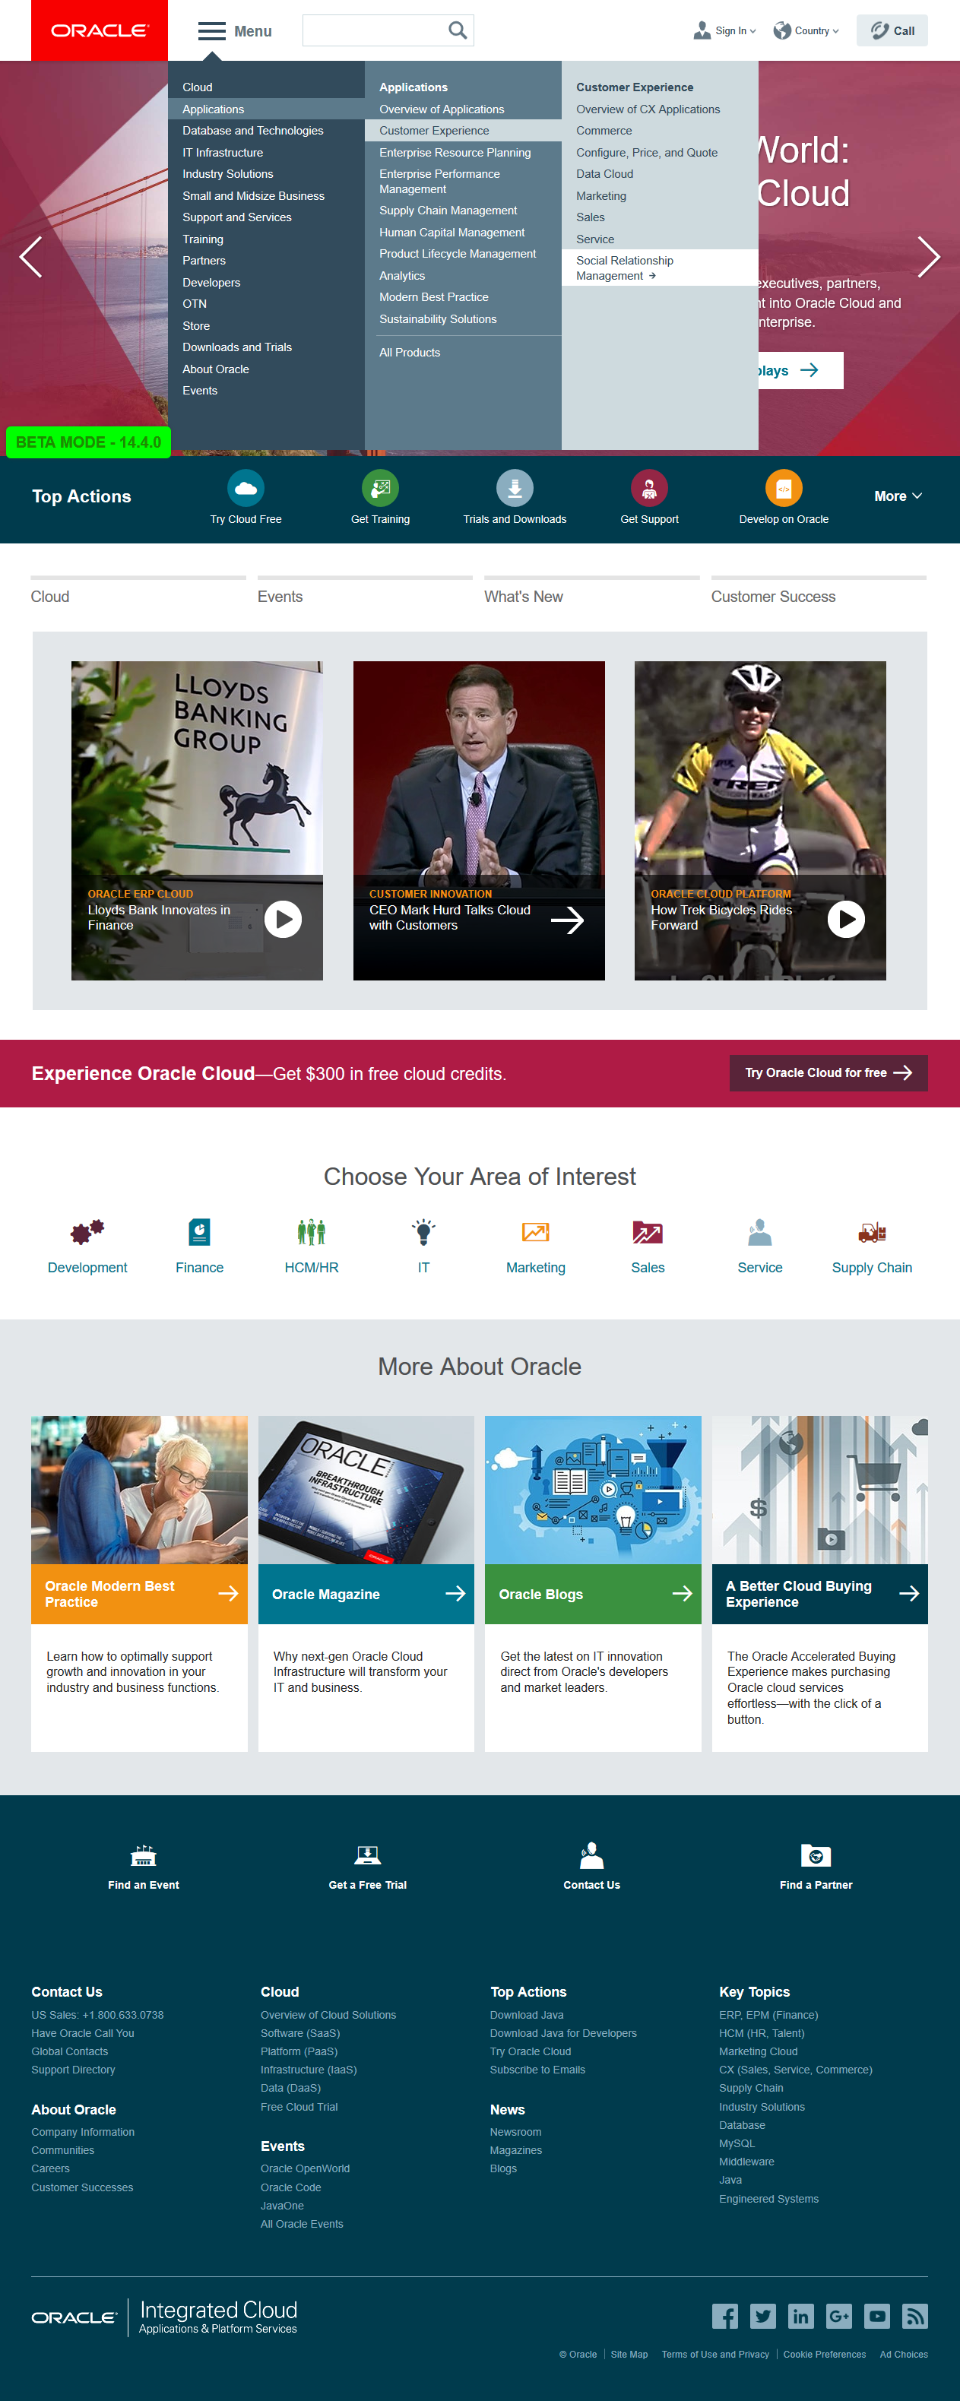 ORACLE
Menu
Sign In
Country
Call
Cloud
Applications
Database and Technologies
IT Infrastructure
Industry Solutions
Small and Midsize Business
Support and Services
Training
Partners
Developers
OTN
Store
Downloads and Trials
About Oracle
Events
Applications
Overview of Applications
Customer Experience
Enterprise Resource Planning
Enterprise Performance
Management
Supply Chain Management
Human Capital Management
Product Lifecycle Management
Analytics
Modern Best Practice
Sustainability Solutions
All Products
Customer Experience
Overview of CX Applications
Commerce
Configure, Price, and Quote
Data Cloud
Marketing
Sales
Service
Social Relationship
Management
World:
Cloud
executives, partners,
into Oracle Cloud and
BETA MODE - 14.4.0
Top Actions
Try Cloud Free
Get Training
Trials and Downloads
Get Support
Develop on Oracle
More
Cloud
Events
What's New
Customer Success
LLOYDS
BANKING
GROUP
ORACLE ERP CLOUD
Lloyds Bank Innovates in
Finance
CUSTOMER INNOVATION
CEO Mark Hurd Talks Cloud
with Customers
TREK
ORACLE CLOUD PLATFORM
How Trek Bicycles Rides
Forward
Experience Oracle Cloud—Get $300 in free cloud credits.
Try Oracle Cloud for free
Choose Your Area of Interest
Development
Finance
HCM/HR
IT
Marketing
Sales
Service
Supply Chain
More About Oracle
ORACLE
BREAKTHROUGH
INFRASTRUCTURE
$
Oracle Modern Best
Practice
Oracle Magazine
Oracle Blogs
A Better Cloud Buying
Experience
Learn how to optimally support
growth and innovation in your
industry and business functions.
Why next-gen Oracle Cloud
Infrastructure will transform your
IT and business.
Get the latest on IT innovation
direct from Oracle's developers
and market leaders.
The Oracle Accelerated Buying
Experience makes purchasing
Oracle cloud services
effortless—with the click of a
button.
Find an Event
Get a Free Trial
Contact Us
Find a Partner
Contact Us
US Sales: +1.800.633.0738
Have Oracle Call You
Global Contacts
Support Directory
About Oracle
Company Information
Communities
Careers
Customer Successes
Cloud
Overview of Cloud Solutions
Software (SaaS)
Platform (PaaS)
Infrastructure (IaaS)
Data (DaaS)
Free Cloud Trial
Events
Oracle OpenWorld
Oracle Code
JavaOne
All Oracle Events
Top Actions
Download Java
Download Java for Developers
Try Oracle Cloud
Subscribe to Emails
News
Newsroom
Magazines
Blogs
Key Topics
ERP, EPM (Finance)
HCM (HR, Talent)
Marketing Cloud
CX (Sales, Service, Commerce)
Supply Chain
Industry Solutions
Database
MySQL
Middleware
Java
Engineered Systems
ORACLE
Integrated Cloud
Applications & Platform Services
© Oracle
Site Map
Terms of Use and Privacy
Cookie Preferences
Ad Choices